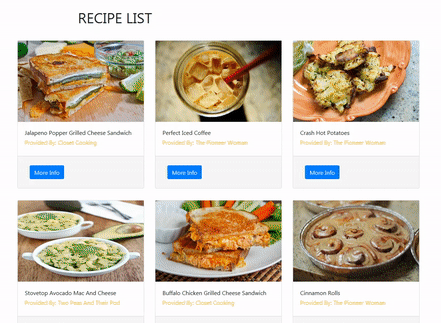 RECIPE LIST
Jalapeno Popper Grilled Cheese Sandwich
Provided By: Closet Cooking
More Info
Perfect Iced Coffee
Provided By: The Pioneer Woman
More Info
Crash Hot Potatoes
Provided By: The Pioneer Woman
More Info
Stovetop Avocado Mac And Cheese
Provided By: Two Peas And Their Pod
Buffalo Chicken Grilled Cheese Sandwich
Provided By: Closet Cooking
Cinnamon Rolls
Provided By: The Pioneer Woman